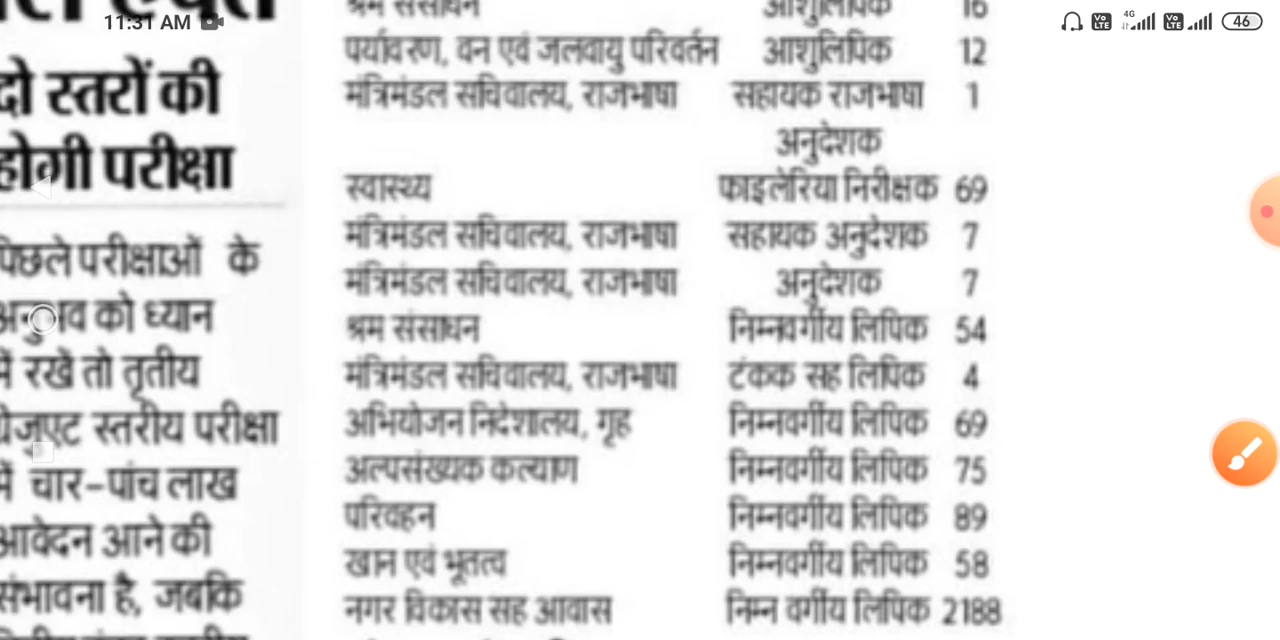 11:31 AM
4G
Vo LTE
Vo LTE
46
दो स्तरों की
होगी परीक्षा
पिछले परीक्षाओं के
अनुभव को ध्यान
में रखें तो तृतीय
ग्रेजुएट स्तरीय परीक्षा
में चार-पांच लाख
आवेदन आने की
संभावना है, जबकि
श्रम संसाधन आशुलिपिक 16
पर्यावरण, वन एवं जलवायु परिवर्तन आशुलिपिक 12
मंत्रिमंडल सचिवालय, राजभाषा सहायक राजभाषा 1
अनुदेशक
स्वास्थ्य फाइलेरिया निरीक्षक 69
मंत्रिमंडल सचिवालय, राजभाषा सहायक अनुदेशक 7
मंत्रिमंडल सचिवालय, राजभाषा अनुदेशक 7
श्रम संसाधन निम्नवर्गीय लिपिक 54
मंत्रिमंडल सचिवालय, राजभाषा टंकक सह लिपिक 4
अभियोजन निदेशालय, गृह निम्नवर्गीय लिपिक 69
अल्पसंख्यक कल्याण निम्नवर्गीय लिपिक 75
परिवहन निम्नवर्गीय लिपिक 89
खान एवं भूतत्व निम्नवर्गीय लिपिक 58
नगर विकास सह आवास निम्न वर्गीय लिपिक 2188